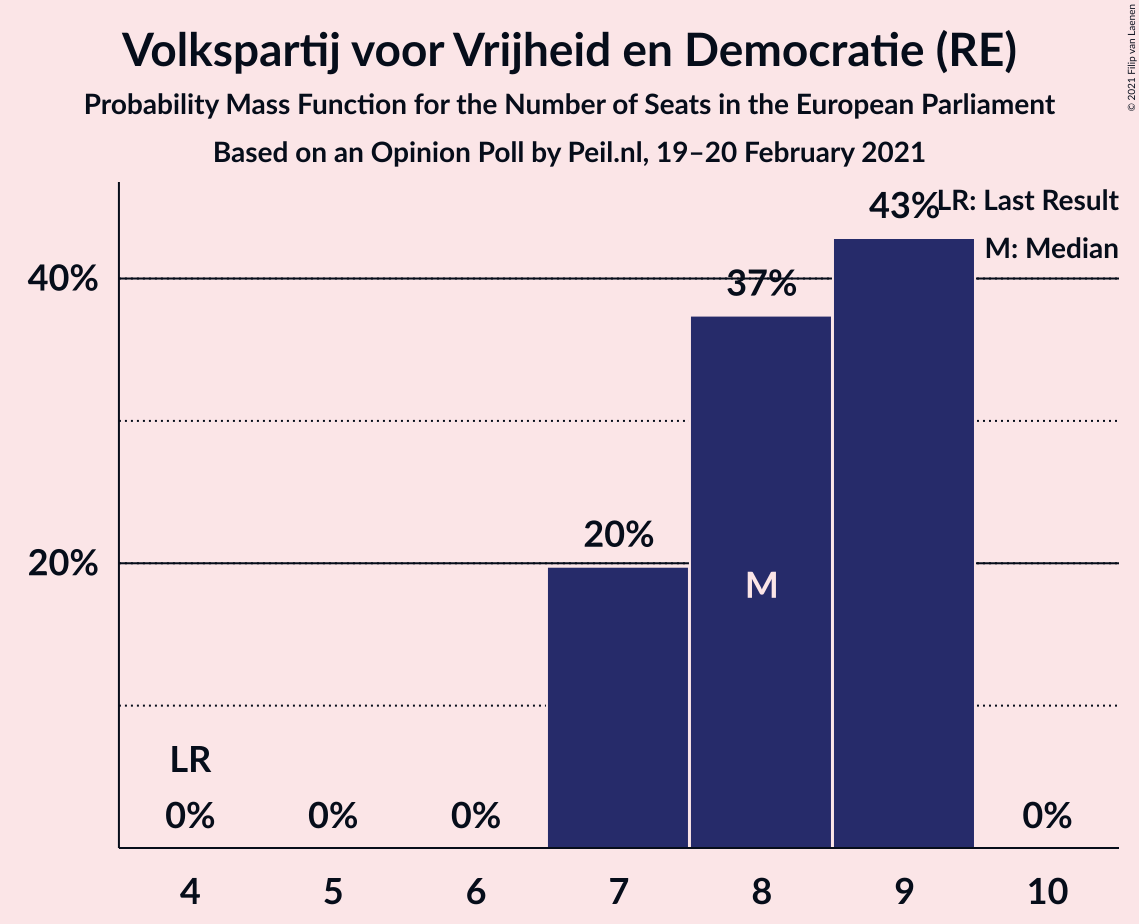 Volkspartij voor Vrijheid en Democratie (RE)
Probability Mass Function for the Number of Seats in the European Parliament
Based on an Opinion Poll by Peil.nl, 19–20 February 2021
© 2021 Filip van Laenen
LR: Last Result
M: Median
43%
40%
37%
20%
20%
M
LR
0%
0%
0%
0%
4
5
6
7
8
9
10